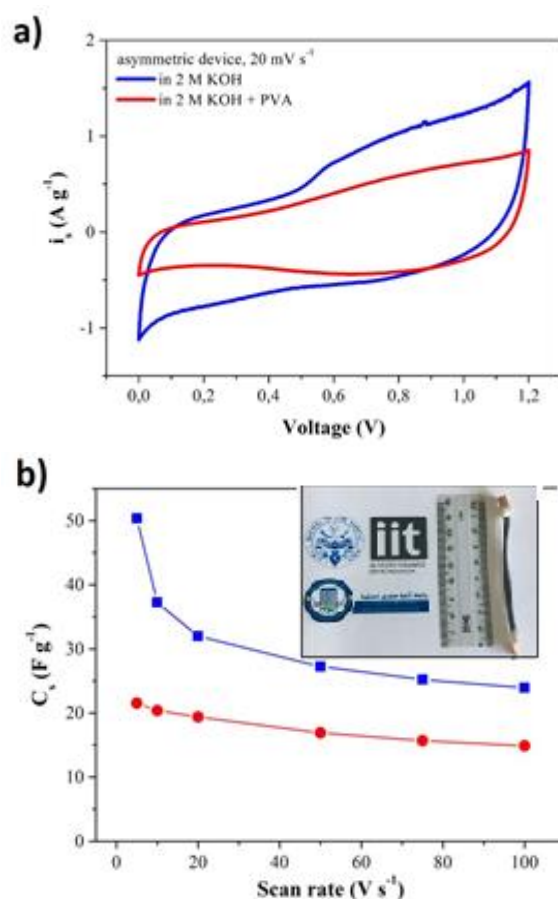 a)
asymmetric device, 20 mV s⁻¹
in 2 M KOH
in 2 M KOH + PVA
2
1
0
-1
i_s (A g⁻¹)
0,0 0,2 0,4 0,6 0,8 1,0 1,2
Voltage (V)
b)
50
40
30
20
10
0
C_s (F g⁻¹)
iit
0 20 40 60 80 100
Scan rate (V s⁻¹)